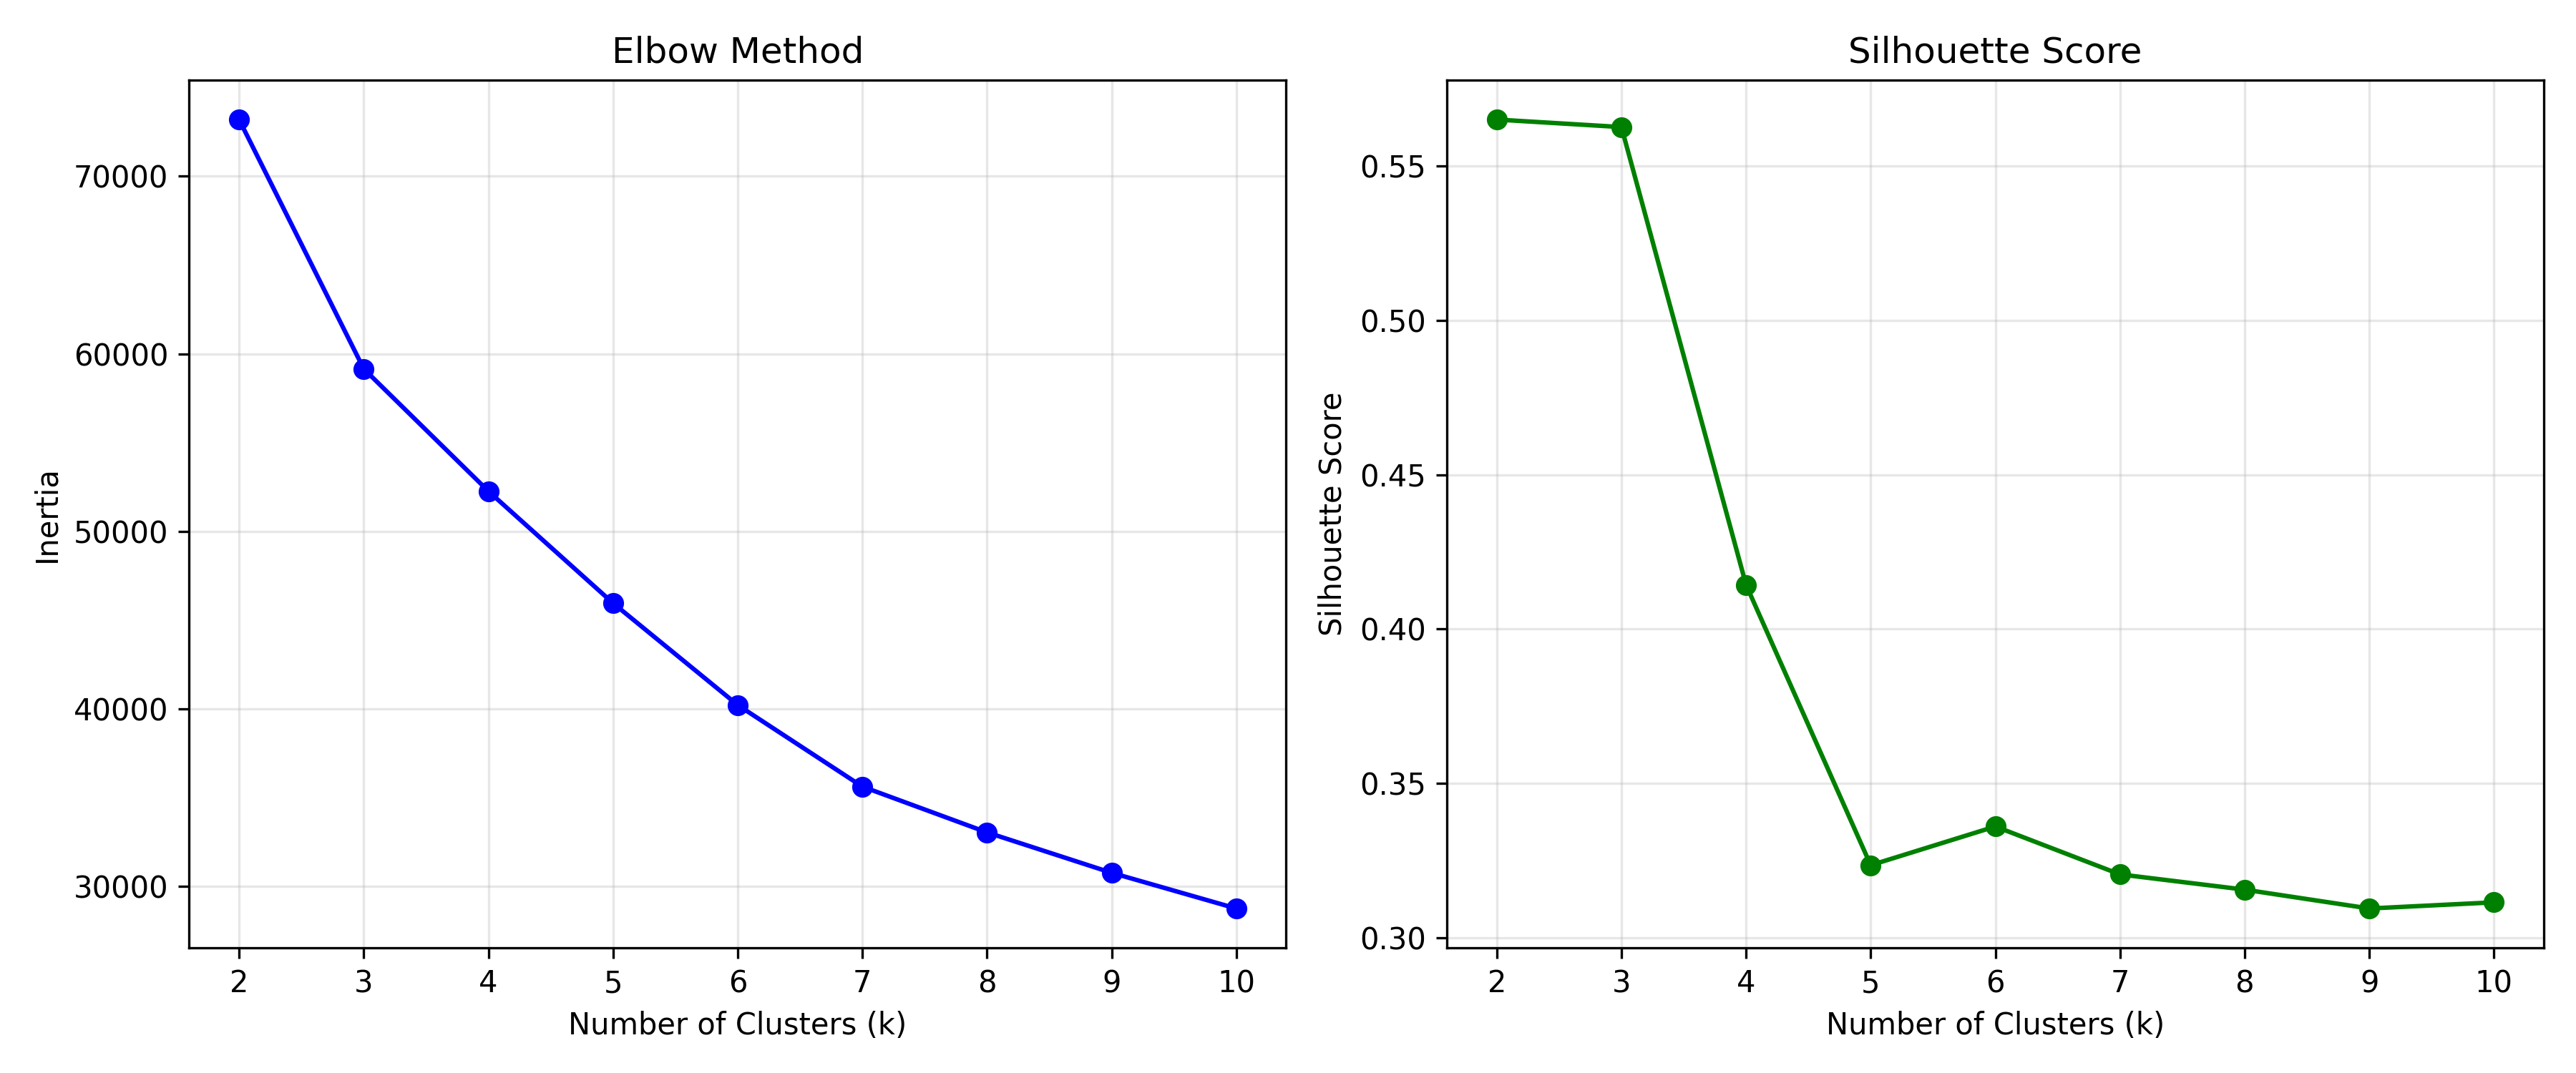 Elbow Method
70000
60000
50000
40000
30000
Inertia
2 3 4 5 6 7 8 9 10
Number of Clusters (k)
Silhouette Score
0.55
0.50
0.45
0.40
0.35
0.30
Silhouette Score
2 3 4 5 6 7 8 9 10
Number of Clusters (k)